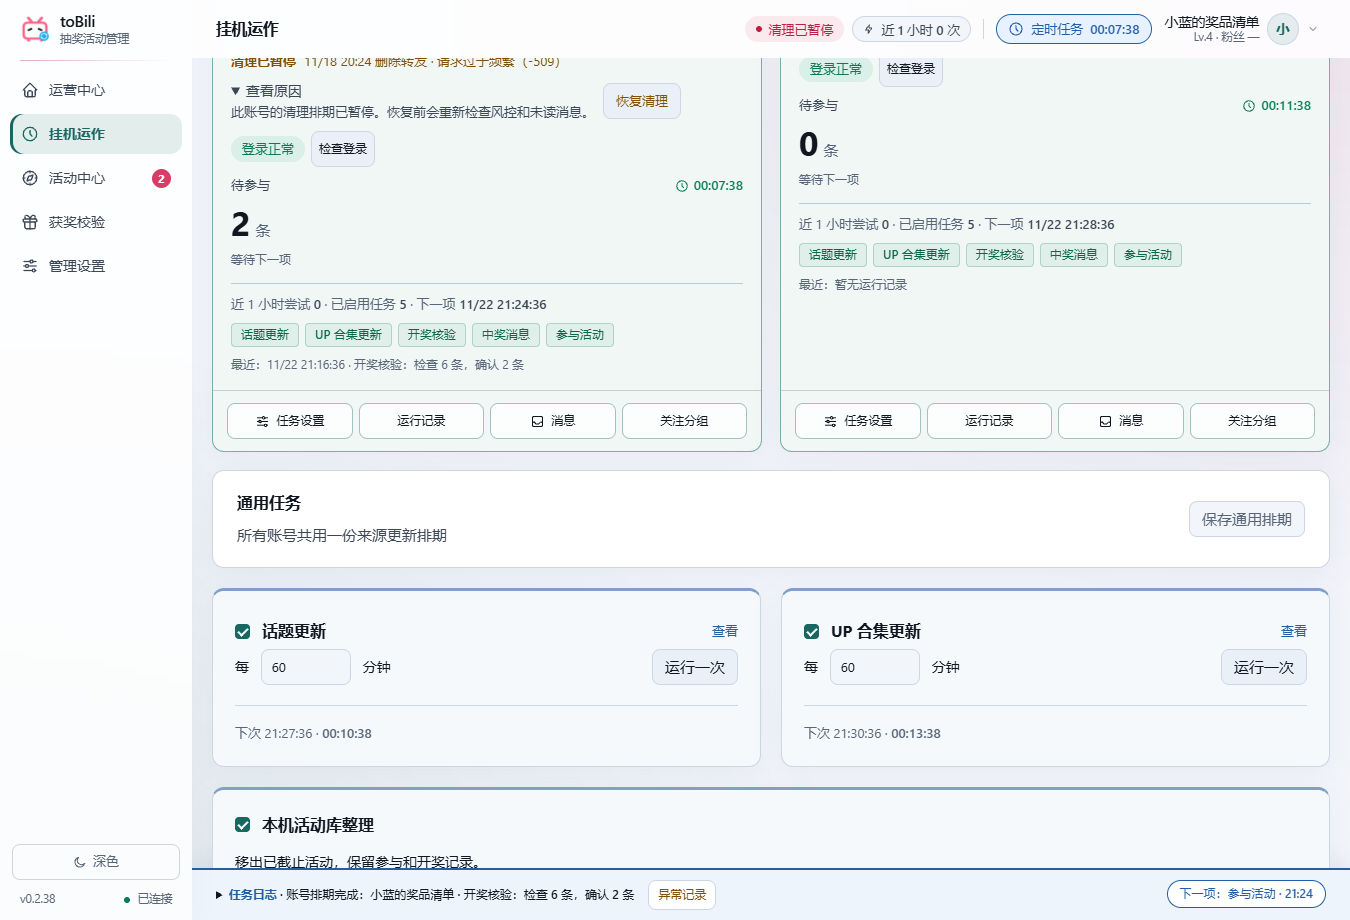 toBili
抽奖活动管理
运营中心
挂机运作
活动中心
2
获奖校验
管理设置
深色
v0.2.38
已连接
挂机运作
清理已暂停
近 1 小时 0 次
定时任务 00:07:38
小蓝的奖品清单
Lv.4 · 粉丝 —
小
清理已暂停 11/18 20:24 删除转发 · 请求过于频繁（-509）
查看原因
此账号的清理排期已暂停。恢复前会重新检查风控和未读消息。
恢复清理
登录正常
检查登录
待参与
00:07:38
2 条
等待下一项
近 1 小时尝试 0 · 已启用任务 5 · 下一项 11/22 21:24:36
话题更新
UP 合集更新
开奖核验
中奖消息
参与活动
最近：11/22 21:16:36 · 开奖核验：检查 6 条，确认 2 条
任务设置
运行记录
消息
关注分组
登录正常
检查登录
待参与
00:11:38
0 条
等待下一项
近 1 小时尝试 0 · 已启用任务 5 · 下一项 11/22 21:28:36
话题更新
UP 合集更新
开奖核验
中奖消息
参与活动
最近：暂无运行记录
任务设置
运行记录
消息
关注分组
通用任务
所有账号共用一份来源更新排期
保存通用排期
话题更新
查看
每 60 分钟
运行一次
下次 21:27:36 · 00:10:38
UP 合集更新
查看
每 60 分钟
运行一次
下次 21:30:36 · 00:13:38
本机活动库整理
移出已截止活动，保留参与和开奖记录。
任务日志 · 账号排期完成：小蓝的奖品清单 · 开奖核验：检查 6 条，确认 2 条
异常记录
下一项：参与活动 · 21:24